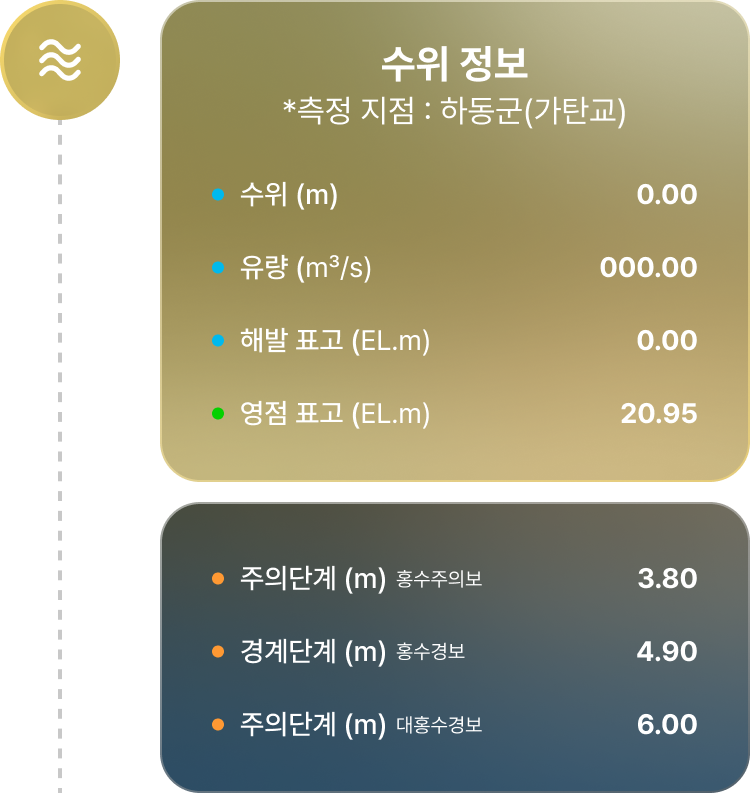 수위 정보
*측정 지점 : 하동군(가탄교)
수위 (m) 0.00
유량 (m³/s) 000.00
해발 표고 (EL.m) 0.00
영점 표고 (EL.m) 20.95
주의단계 (m) 홍수주의보 3.80
경계단계 (m) 홍수경보 4.90
주의단계 (m) 대홍수경보 6.00